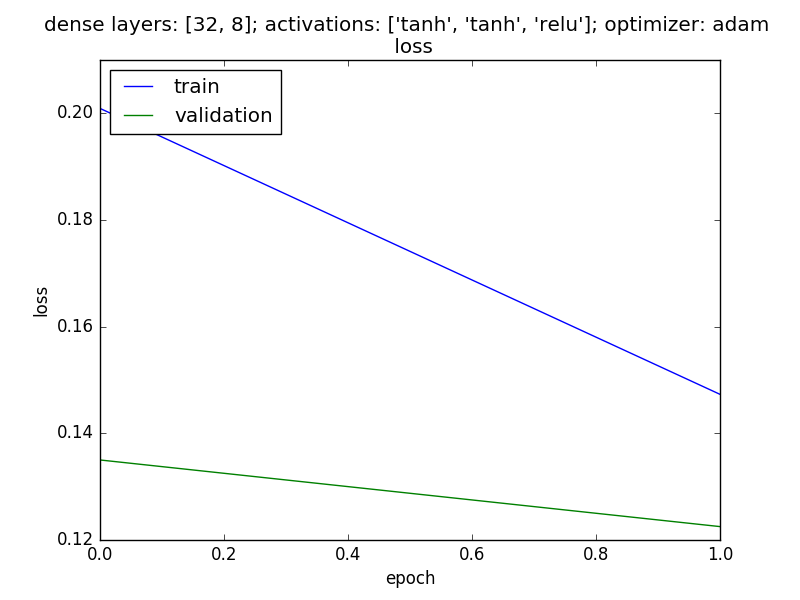 dense layers: [32, 8]; activations: ['tanh', 'tanh', 'relu']; optimizer: adam
loss
train
validation
0.20
0.18
0.16
0.14
0.12
loss
0.0 0.2 0.4 0.6 0.8 1.0
epoch